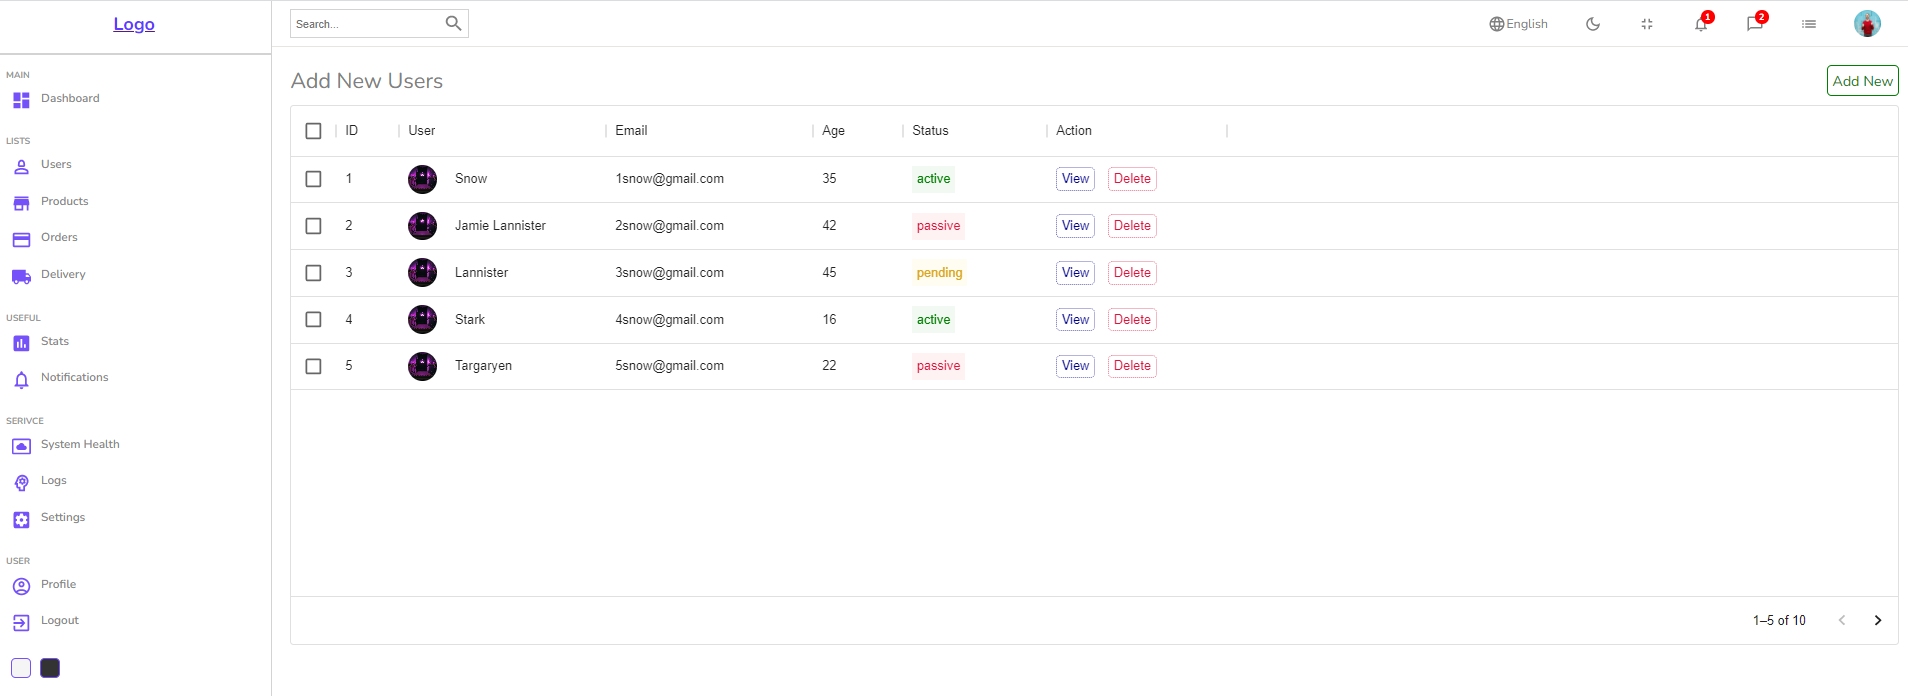 Logo
Search...
English
1
2
MAIN
Dashboard
LISTS
Users
Products
Orders
Delivery
USEFUL
Stats
Notifications
SERIVCE
System Health
Logs
Settings
USER
Profile
Logout
Add New Users
Add New
ID User Email Age Status Action
1 Snow 1snow@gmail.com 35 active View Delete
2 Jamie Lannister 2snow@gmail.com 42 passive View Delete
3 Lannister 3snow@gmail.com 45 pending View Delete
4 Stark 4snow@gmail.com 16 active View Delete
5 Targaryen 5snow@gmail.com 22 passive View Delete
1–5 of 10